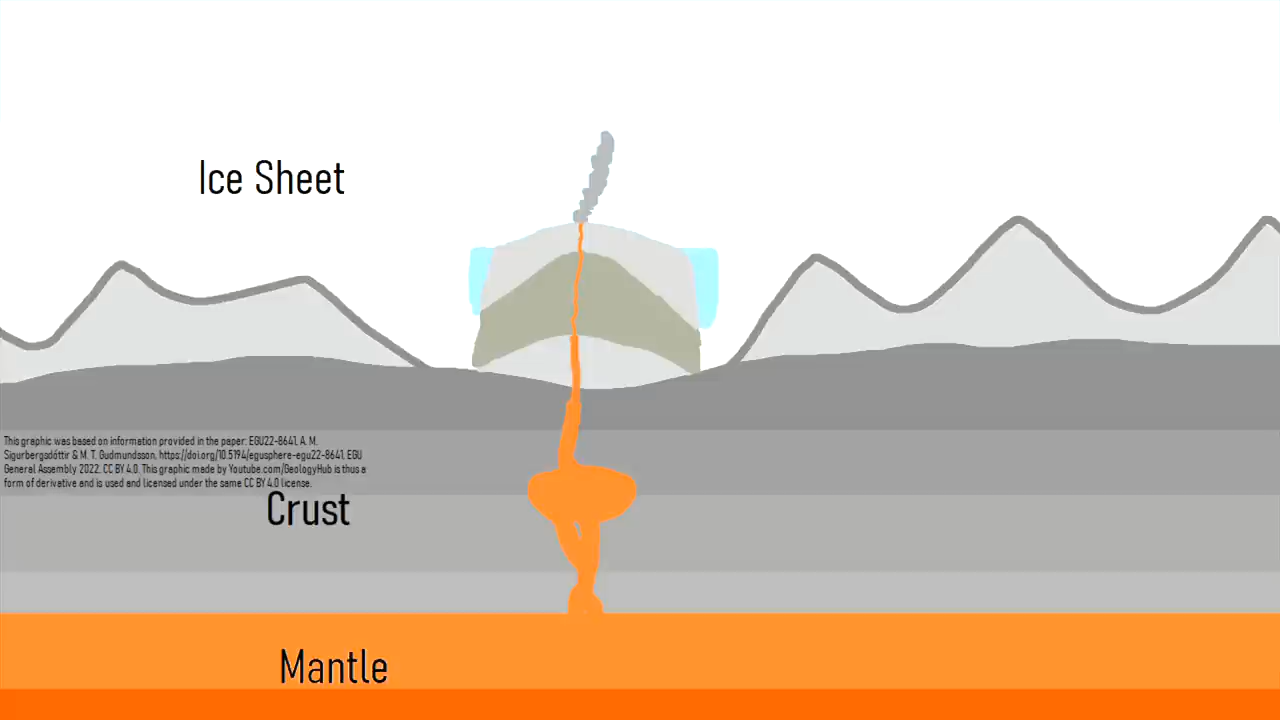 Ice Sheet
This graphic was based on information provided in the paper: EGU22-8641, A. M.
Sigurbergsdóttir & M. T. Gudmundsson, https://doi.org/10.5194/egusphere-egu22-8641, EGU
General Assembly 2022. CC BY 4.0. This graphic made by Youtube.com/GeologyHub is thus a
form of derivative and is used and licensed under the same CC BY 4.0 license.
Crust
Mantle